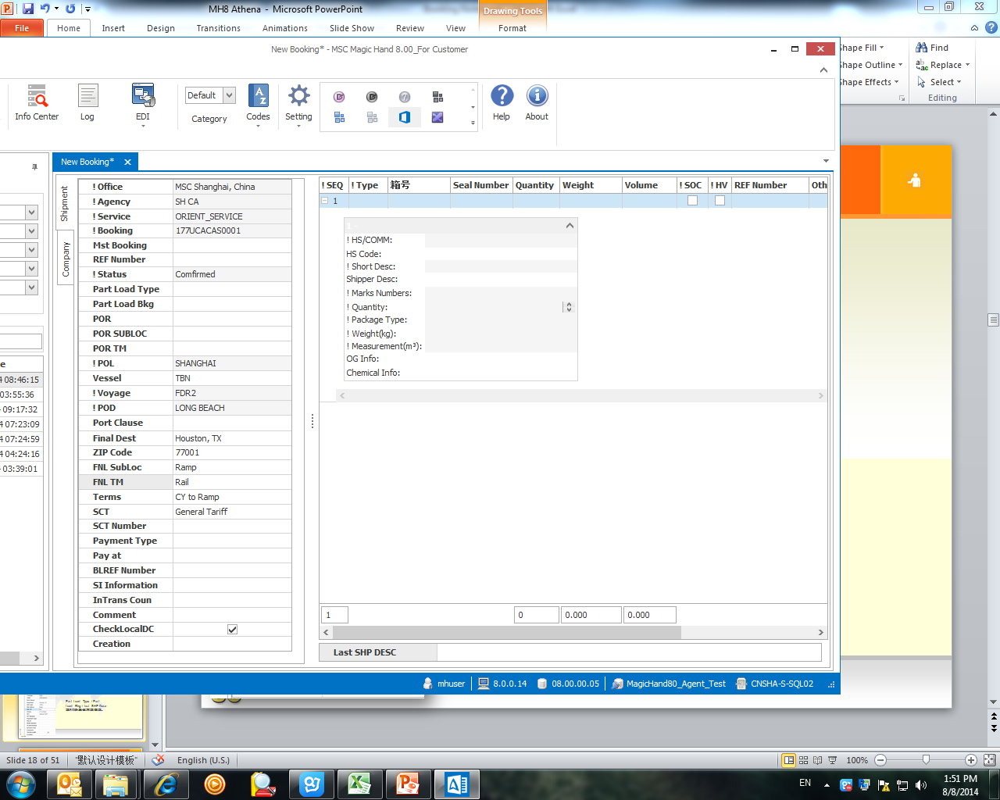 MH8 Athena - Microsoft PowerPoint
Drawing Tools
File Home Insert Design Transitions Animations Slide Show Review View Format
New Booking* - MSC Magic Hand 8.00_For Customer
Shape Fill
Shape Outline
Shape Effects
Find
Replace
Select
Editing
Info Center
Log
EDI
Default
Category
Codes
Setting
Help
About
New Booking*
Shipment
Company
! Office MSC Shanghai, China
! Agency SH CA
! Service ORIENT_SERVICE
! Booking 177UCACAS0001
Mst Booking
REF Number
! Status Comfirmed
Part Load Type
Part Load Bkg
POR
POR SUBLOC
POR TM
! POL SHANGHAI
Vessel TBN
! Voyage FDR2
! POD LONG BEACH
Port Clause
Final Dest Houston, TX
ZIP Code 77001
FNL SubLoc Ramp
FNL TM Rail
Terms CY to Ramp
SCT General Tariff
SCT Number
Payment Type
Pay at
BLREF Number
SI Information
InTrans Coun
Comment
CheckLocalDC
Creation
e
4 08:46:15
03:55:36
09:17:32
4 07:23:09
4 07:24:59
4 04:24:16
03:39:01
! SEQ ! Type 箱号 Seal Number Quantity Weight Volume ! SOC ! HV REF Number Oth
1
1 -
! HS/COMM:
HS Code:
! Short Desc:
Shipper Desc:
! Marks Numbers:
! Quantity:
! Package Type:
! Weight(kg):
! Measurement(m³):
OG Info:
Chemical Info:
1 0 0.000 0.000
Last SHP DESC
mhuser 8.0.0.14 08.00.00.05 MagicHand80_Agent_Test CNSHA-S-SQL02
Slide 18 of 51 "默认设计模板" English (U.S.) 100%
EN
1:51 PM
8/8/2014